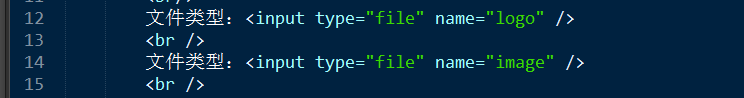 12 文件类型：<input type="file" name="logo" />
13 <br />
14 文件类型：<input type="file" name="image" />
15 <br />